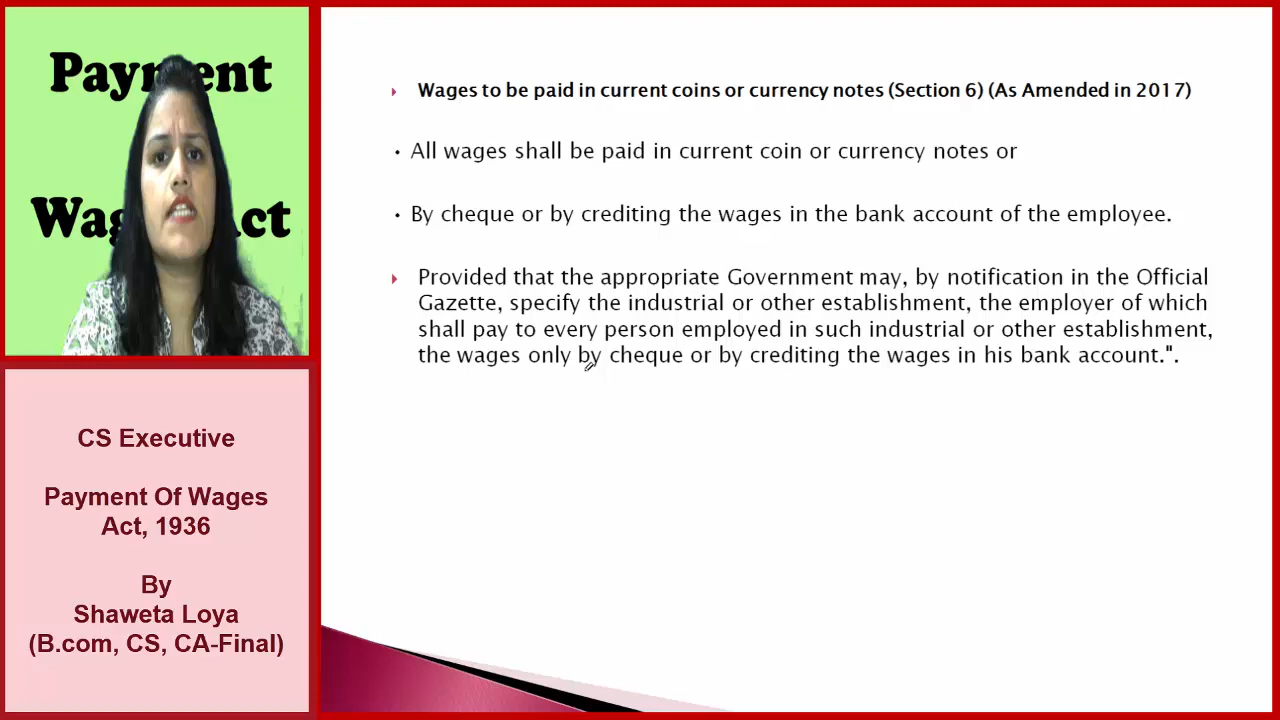 Payment
Wages Act
CS Executive
Payment Of Wages
Act, 1936
By
Shaweta Loya
(B.com, CS, CA-Final)
Wages to be paid in current coins or currency notes (Section 6) (As Amended in 2017)
• All wages shall be paid in current coin or currency notes or
• By cheque or by crediting the wages in the bank account of the employee.
Provided that the appropriate Government may, by notification in the Official
Gazette, specify the industrial or other establishment, the employer of which
shall pay to every person employed in such industrial or other establishment,
the wages only by cheque or by crediting the wages in his bank account.".